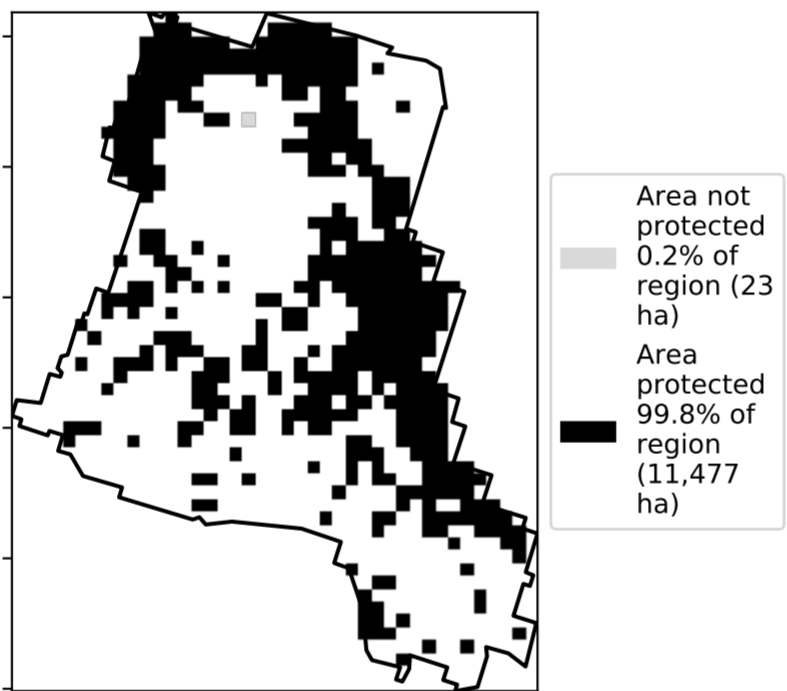 Area not
protected
0.2% of
region (23
ha)
Area
protected
99.8% of
region
(11,477
ha)